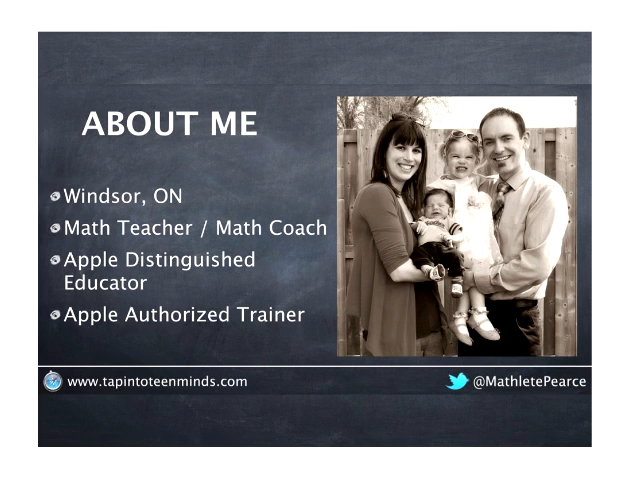 ABOUT ME
Windsor, ON
Math Teacher / Math Coach
Apple Distinguished
Educator
Apple Authorized Trainer
www.tapintoteenminds.com
@MathletePearce